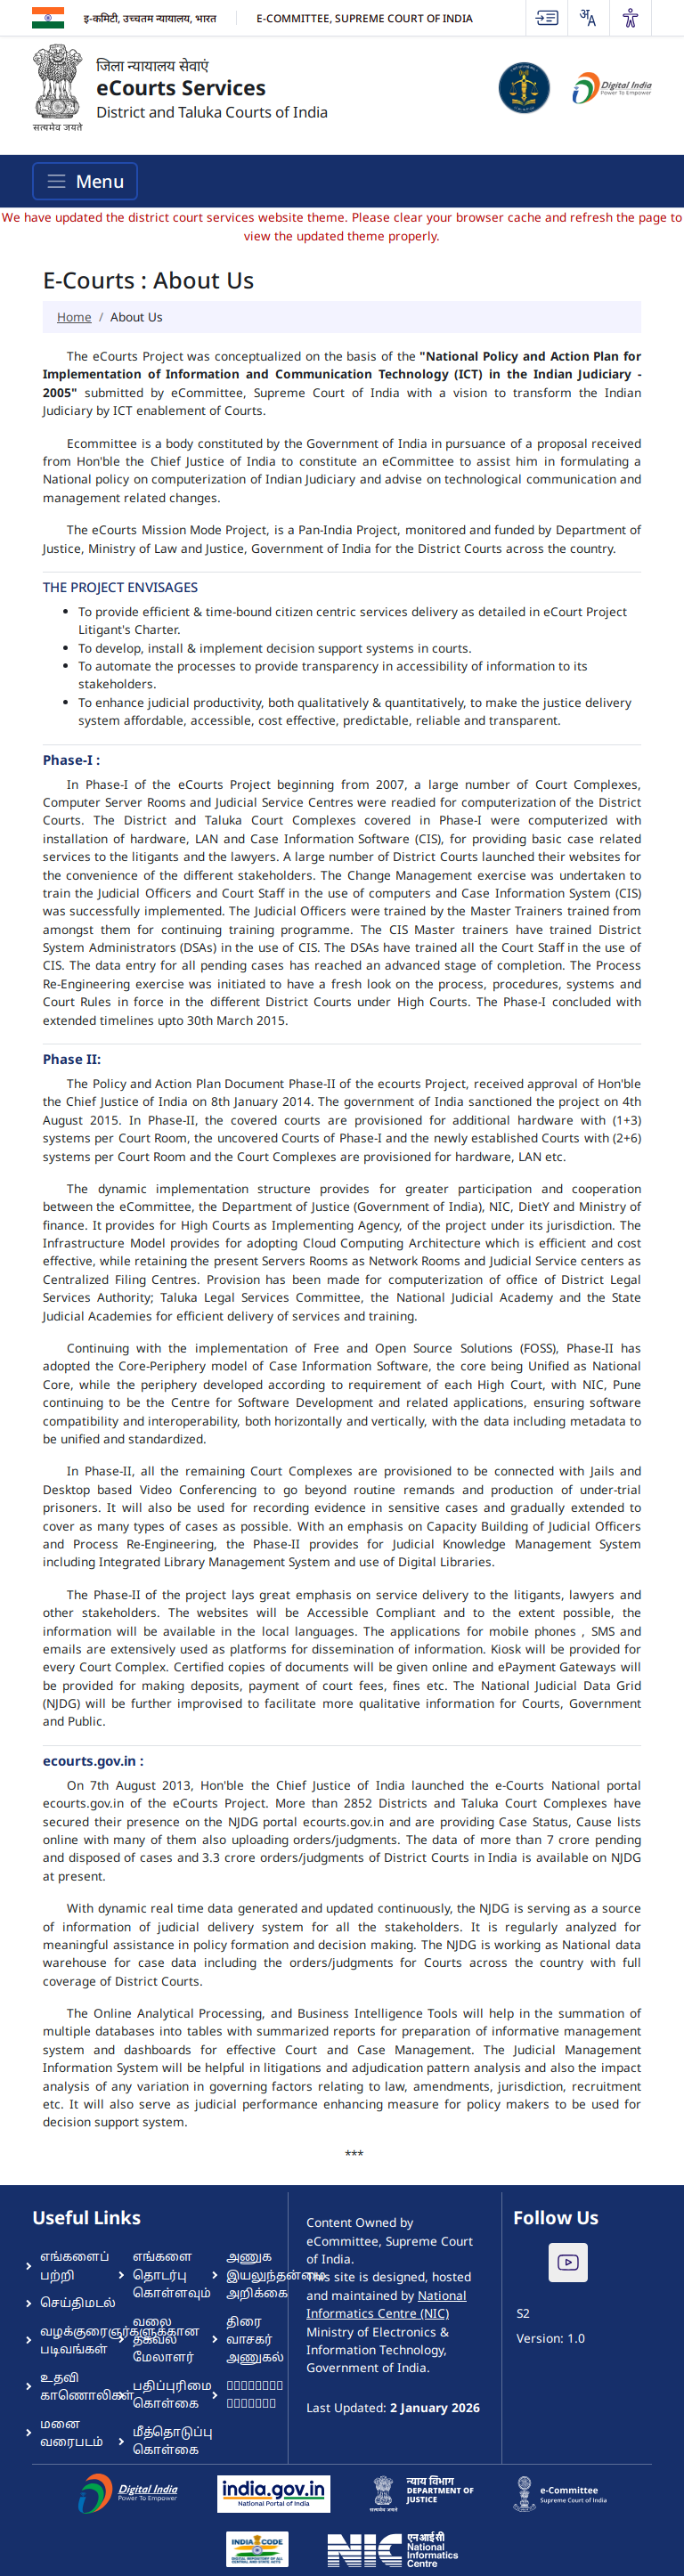 इ-कमिटी, उच्चतम न्यायालय, भारत
E-COMMITTEE, SUPREME COURT OF INDIA
जिला न्यायालय सेवाएं
eCourts Services
District and Taluka Courts of India
सत्यमेव जयते
Digital India
Power To Empower
Menu
We have updated the district court services website theme. Please clear your browser cache and refresh the page to
view the updated theme properly.
E-Courts : About Us
Home / About Us
The eCourts Project was conceptualized on the basis of the "National Policy and Action Plan for
Implementation of Information and Communication Technology (ICT) in the Indian Judiciary -
2005" submitted by eCommittee, Supreme Court of India with a vision to transform the Indian
Judiciary by ICT enablement of Courts.
Ecommittee is a body constituted by the Government of India in pursuance of a proposal received
from Hon'ble the Chief Justice of India to constitute an eCommittee to assist him in formulating a
National policy on computerization of Indian Judiciary and advise on technological communication and
management related changes.
The eCourts Mission Mode Project, is a Pan-India Project, monitored and funded by Department of
Justice, Ministry of Law and Justice, Government of India for the District Courts across the country.
THE PROJECT ENVISAGES
• To provide efficient & time-bound citizen centric services delivery as detailed in eCourt Project
Litigant's Charter.
• To develop, install & implement decision support systems in courts.
• To automate the processes to provide transparency in accessibility of information to its
stakeholders.
• To enhance judicial productivity, both qualitatively & quantitatively, to make the justice delivery
system affordable, accessible, cost effective, predictable, reliable and transparent.
Phase-I :
In Phase-I of the eCourts Project beginning from 2007, a large number of Court Complexes,
Computer Server Rooms and Judicial Service Centres were readied for computerization of the District
Courts. The District and Taluka Court Complexes covered in Phase-I were computerized with
installation of hardware, LAN and Case Information Software (CIS), for providing basic case related
services to the litigants and the lawyers. A large number of District Courts launched their websites for
the convenience of the different stakeholders. The Change Management exercise was undertaken to
train the Judicial Officers and Court Staff in the use of computers and Case Information System (CIS)
was successfully implemented. The Judicial Officers were trained by the Master Trainers trained from
amongst them for continuing training programme. The CIS Master trainers have trained District
System Administrators (DSAs) in the use of CIS. The DSAs have trained all the Court Staff in the use of
CIS. The data entry for all pending cases has reached an advanced stage of completion. The Process
Re-Engineering exercise was initiated to have a fresh look on the process, procedures, systems and
Court Rules in force in the different District Courts under High Courts. The Phase-I concluded with
extended timelines upto 30th March 2015.
Phase II:
The Policy and Action Plan Document Phase-II of the ecourts Project, received approval of Hon'ble
the Chief Justice of India on 8th January 2014. The government of India sanctioned the project on 4th
August 2015. In Phase-II, the covered courts are provisioned for additional hardware with (1+3)
systems per Court Room, the uncovered Courts of Phase-I and the newly established Courts with (2+6)
systems per Court Room and the Court Complexes are provisioned for hardware, LAN etc.
The dynamic implementation structure provides for greater participation and cooperation
between the eCommittee, the Department of Justice (Government of India), NIC, DietY and Ministry of
finance. It provides for High Courts as Implementing Agency, of the project under its jurisdiction. The
Infrastructure Model provides for adopting Cloud Computing Architecture which is efficient and cost
effective, while retaining the present Servers Rooms as Network Rooms and Judicial Service centers as
Centralized Filing Centres. Provision has been made for computerization of office of District Legal
Services Authority; Taluka Legal Services Committee, the National Judicial Academy and the State
Judicial Academies for efficient delivery of services and training.
Continuing with the implementation of Free and Open Source Solutions (FOSS), Phase-II has
adopted the Core-Periphery model of Case Information Software, the core being Unified as National
Core, while the periphery developed according to requirement of each High Court, with NIC, Pune
continuing to be the Centre for Software Development and related applications, ensuring software
compatibility and interoperability, both horizontally and vertically, with the data including metadata to
be unified and standardized.
In Phase-II, all the remaining Court Complexes are provisioned to be connected with Jails and
Desktop based Video Conferencing to go beyond routine remands and production of under-trial
prisoners. It will also be used for recording evidence in sensitive cases and gradually extended to
cover as many types of cases as possible. With an emphasis on Capacity Building of Judicial Officers
and Process Re-Engineering, the Phase-II provides for Judicial Knowledge Management System
including Integrated Library Management System and use of Digital Libraries.
The Phase-II of the project lays great emphasis on service delivery to the litigants, lawyers and
other stakeholders. The websites will be Accessible Compliant and to the extent possible, the
information will be available in the local languages. The applications for mobile phones , SMS and
emails are extensively used as platforms for dissemination of information. Kiosk will be provided for
every Court Complex. Certified copies of documents will be given online and ePayment Gateways will
be provided for making deposits, payment of court fees, fines etc. The National Judicial Data Grid
(NJDG) will be further improvised to facilitate more qualitative information for Courts, Government
and Public.
ecourts.gov.in :
On 7th August 2013, Hon'ble the Chief Justice of India launched the e-Courts National portal
ecourts.gov.in of the eCourts Project. More than 2852 Districts and Taluka Court Complexes have
secured their presence on the NJDG portal ecourts.gov.in and are providing Case Status, Cause lists
online with many of them also uploading orders/judgments. The data of more than 7 crore pending
and disposed of cases and 3.3 crore orders/judgments of District Courts in India is available on NJDG
at present.
With dynamic real time data generated and updated continuously, the NJDG is serving as a source
of information of judicial delivery system for all the stakeholders. It is regularly analyzed for
meaningful assistance in policy formation and decision making. The NJDG is working as National data
warehouse for case data including the orders/judgments for Courts across the country with full
coverage of District Courts.
The Online Analytical Processing, and Business Intelligence Tools will help in the summation of
multiple databases into tables with summarized reports for preparation of informative management
system and dashboards for effective Court and Case Management. The Judicial Management
Information System will be helpful in litigations and adjudication pattern analysis and also the impact
analysis of any variation in governing factors relating to law, amendments, jurisdiction, recruitment
etc. It will also serve as judicial performance enhancing measure for policy makers to be used for
decision support system.
***
Useful Links
எங்களைப்
பற்றி
செய்திமடல்
வழக்குரைஞர்களுக்கான
படிவங்கள்
உதவி
காணொலிகள்
மனை
வரைபடம்
எங்களை
தொடர்பு
கொள்ளவும்
வலை
தகவல்
மேலாளர்
பதிப்புரிமை
கொள்கை
மீத்தொடுப்பு
கொள்கை
அணுக
இயலுந்தன்மை
அறிக்கை
திரை
வாசகர்
அணுகல்
Content Owned by
eCommittee, Supreme Court
of India.
This site is designed, hosted
and maintained by National
Informatics Centre (NIC)
Ministry of Electronics &
Information Technology,
Government of India.
Last Updated: 2 January 2026
Follow Us
S2
Version: 1.0
Digital India
Power To Empower
india.gov.in
National Portal of India
सत्यमेव जयते
न्याय विभाग
DEPARTMENT OF
JUSTICE
e-Committee
Supreme Court of India
INDIA CODE
DIGITAL REPOSITORY OF ALL
CENTRAL AND STATE ACTS
NIC
एनआईसी
National
Informatics
Centre